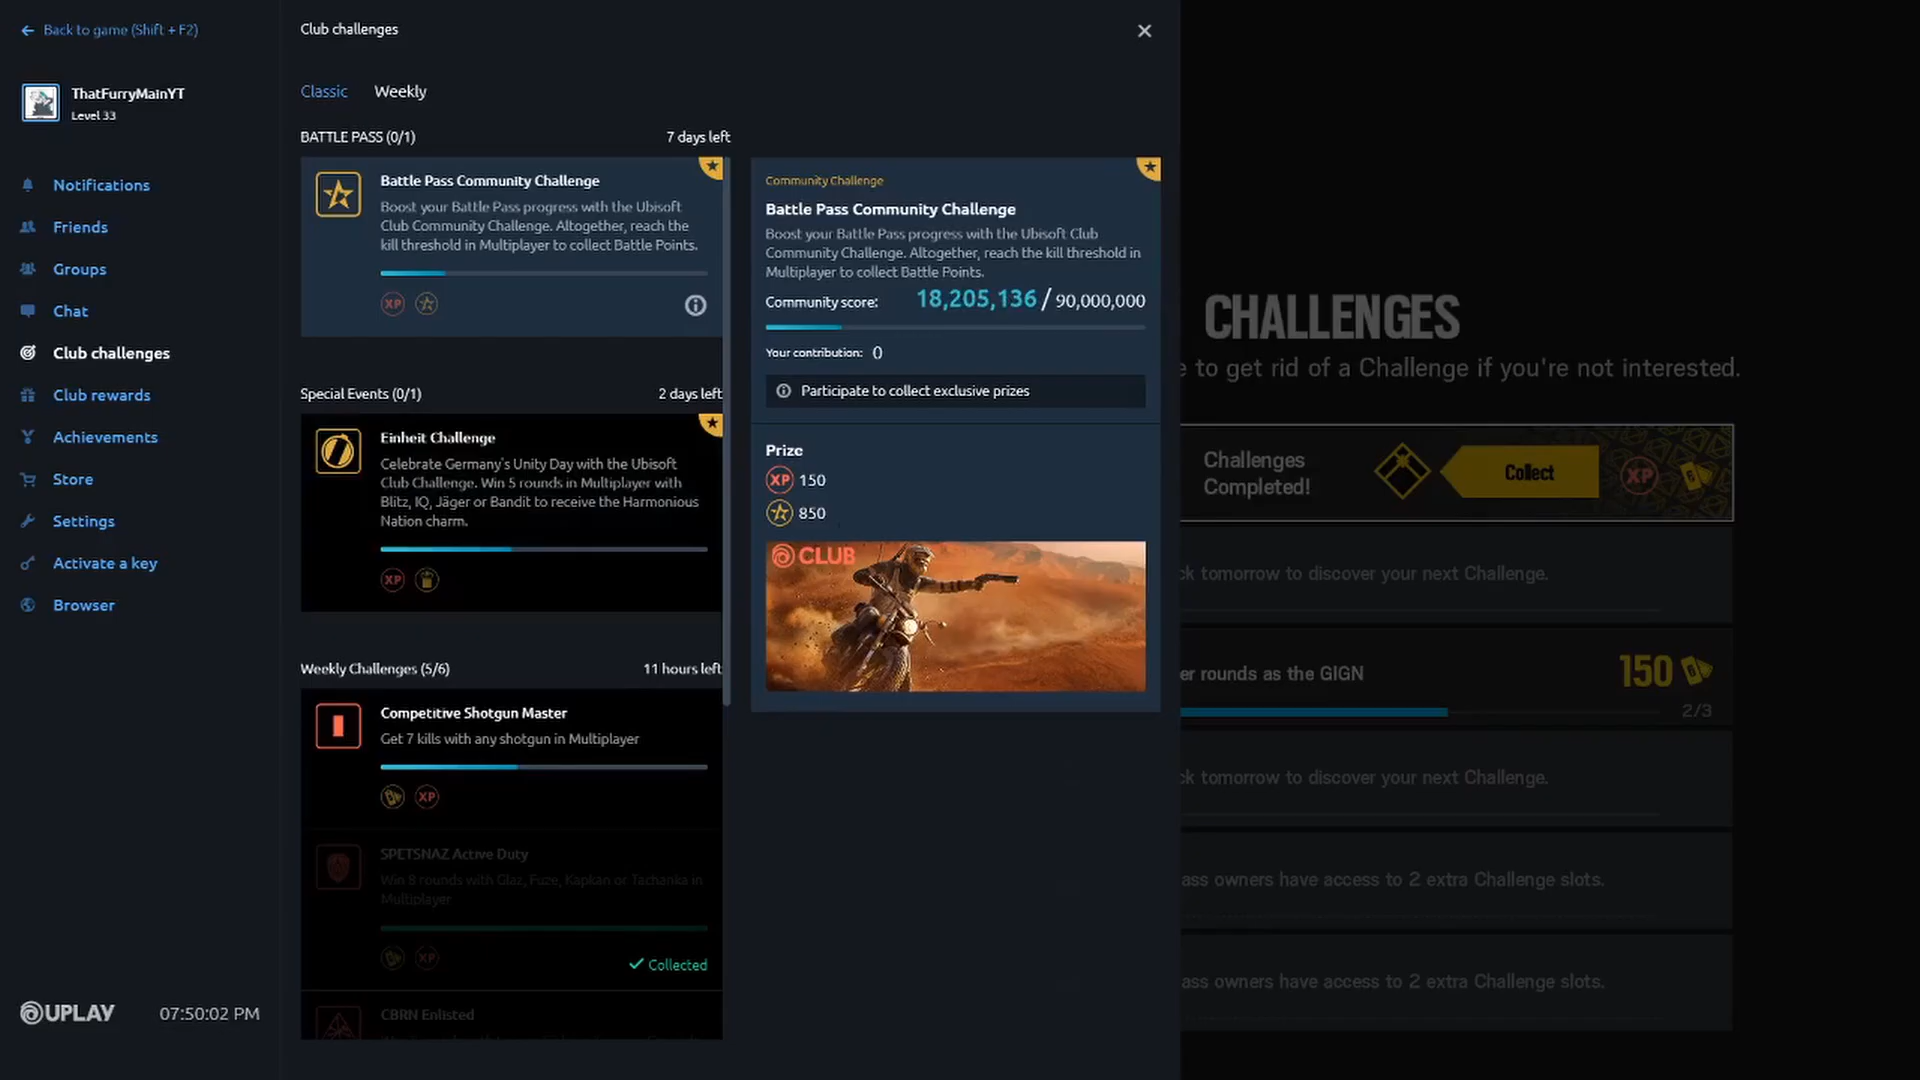 Back to game (Shift + F2)
ThatFurryMainYT
Level 33
Notifications
Friends
Groups
Chat
Club challenges
Club rewards
Achievements
Store
Settings
Activate a key
Browser
UPLAY
07:50:02 PM
Club challenges
Classic
Weekly
BATTLE PASS (0/1)
7 days left
Battle Pass Community Challenge
Boost your Battle Pass progress with the Ubisoft
Club Community Challenge. Altogether, reach the
kill threshold in Multiplayer to collect Battle Points.
XP
Special Events (0/1)
2 days left
Einheit Challenge
Celebrate Germany's Unity Day with the Ubisoft
Club Challenge. Win 5 rounds in Multiplayer with
Blitz, IQ, Jäger or Bandit to receive the Harmonious
Nation charm.
XP
Weekly Challenges (5/6)
11 hours left
Competitive Shotgun Master
Get 7 kills with any shotgun in Multiplayer
XP
SPETSNAZ Active Duty
Win 8 rounds with Glaz, Fuze, Kapkan or Tachanka in
Multiplayer
XP
Collected
CBRN Enlisted
Community Challenge
Battle Pass Community Challenge
Boost your Battle Pass progress with the Ubisoft Club
Community Challenge. Altogether, reach the kill threshold in
Multiplayer to collect Battle Points.
Community score: 18,205,136 / 90,000,000
Your contribution: 0
Participate to collect exclusive prizes
Prize
XP 150
850
CLUB
CHALLENGES
e to get rid of a Challenge if you're not interested.
Challenges
Completed!
Collect
XP
ck tomorrow to discover your next Challenge.
er rounds as the GIGN
150
2/3
ck tomorrow to discover your next Challenge.
ass owners have access to 2 extra Challenge slots.
ass owners have access to 2 extra Challenge slots.